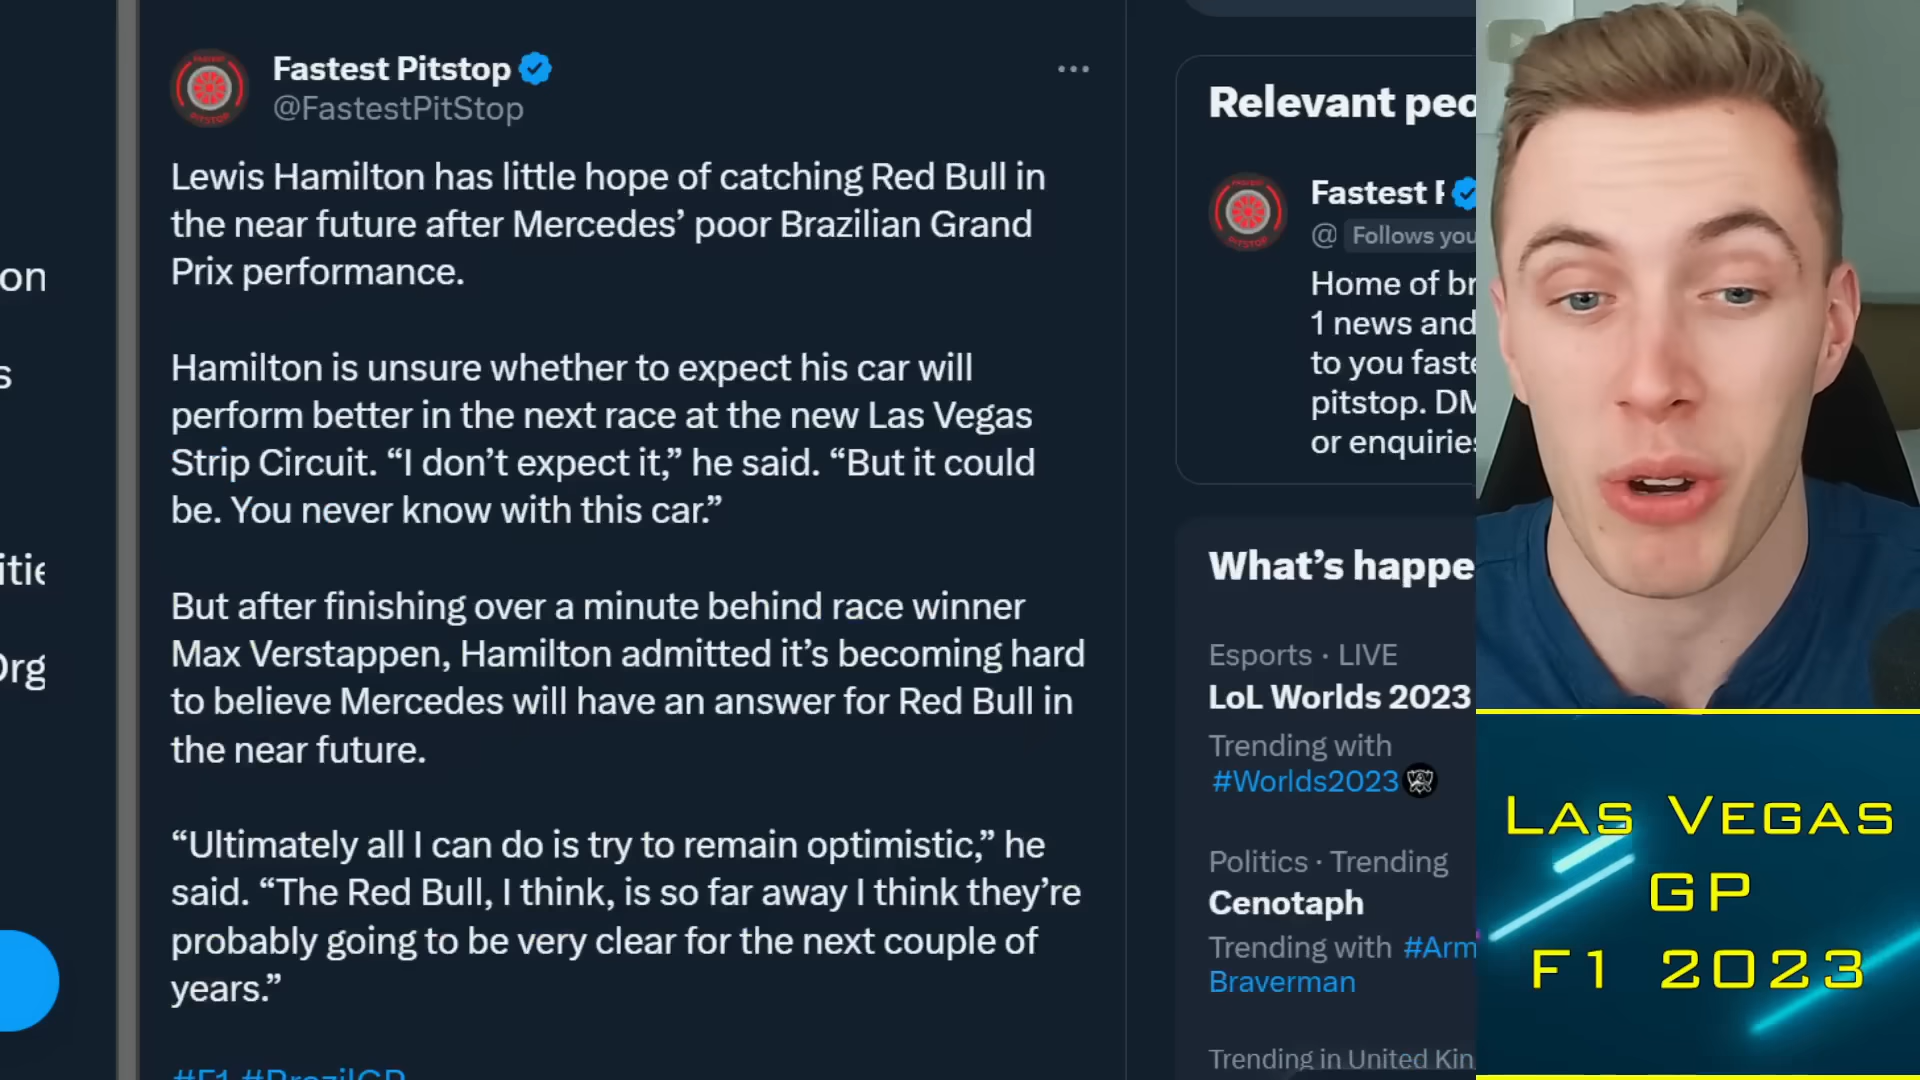 Fastest Pitstop
@FastestPitStop
Lewis Hamilton has little hope of catching Red Bull in
the near future after Mercedes’ poor Brazilian Grand
Prix performance.
Hamilton is unsure whether to expect his car will
perform better in the next race at the new Las Vegas
Strip Circuit. “I don’t expect it,” he said. “But it could
be. You never know with this car.”
But after finishing over a minute behind race winner
Max Verstappen, Hamilton admitted it’s becoming hard
to believe Mercedes will have an answer for Red Bull in
the near future.
“Ultimately all I can do is try to remain optimistic,” he
said. “The Red Bull, I think, is so far away I think they’re
probably going to be very clear for the next couple of
years.”
#F1 #BrazilGP
on
s
itie
Org
Relevant peo
Fastest P
@ Follows you
Home of br
1 news and
to you faste
pitstop. DM
or enquiries
What’s happe
Esports · LIVE
LoL Worlds 2023
Trending with
#Worlds2023
Politics · Trending
Cenotaph
Trending with #Arm
Braverman
Trending in United Kin
FASTEST
PITSTOP
LAS VEGAS
GP
F1 2023